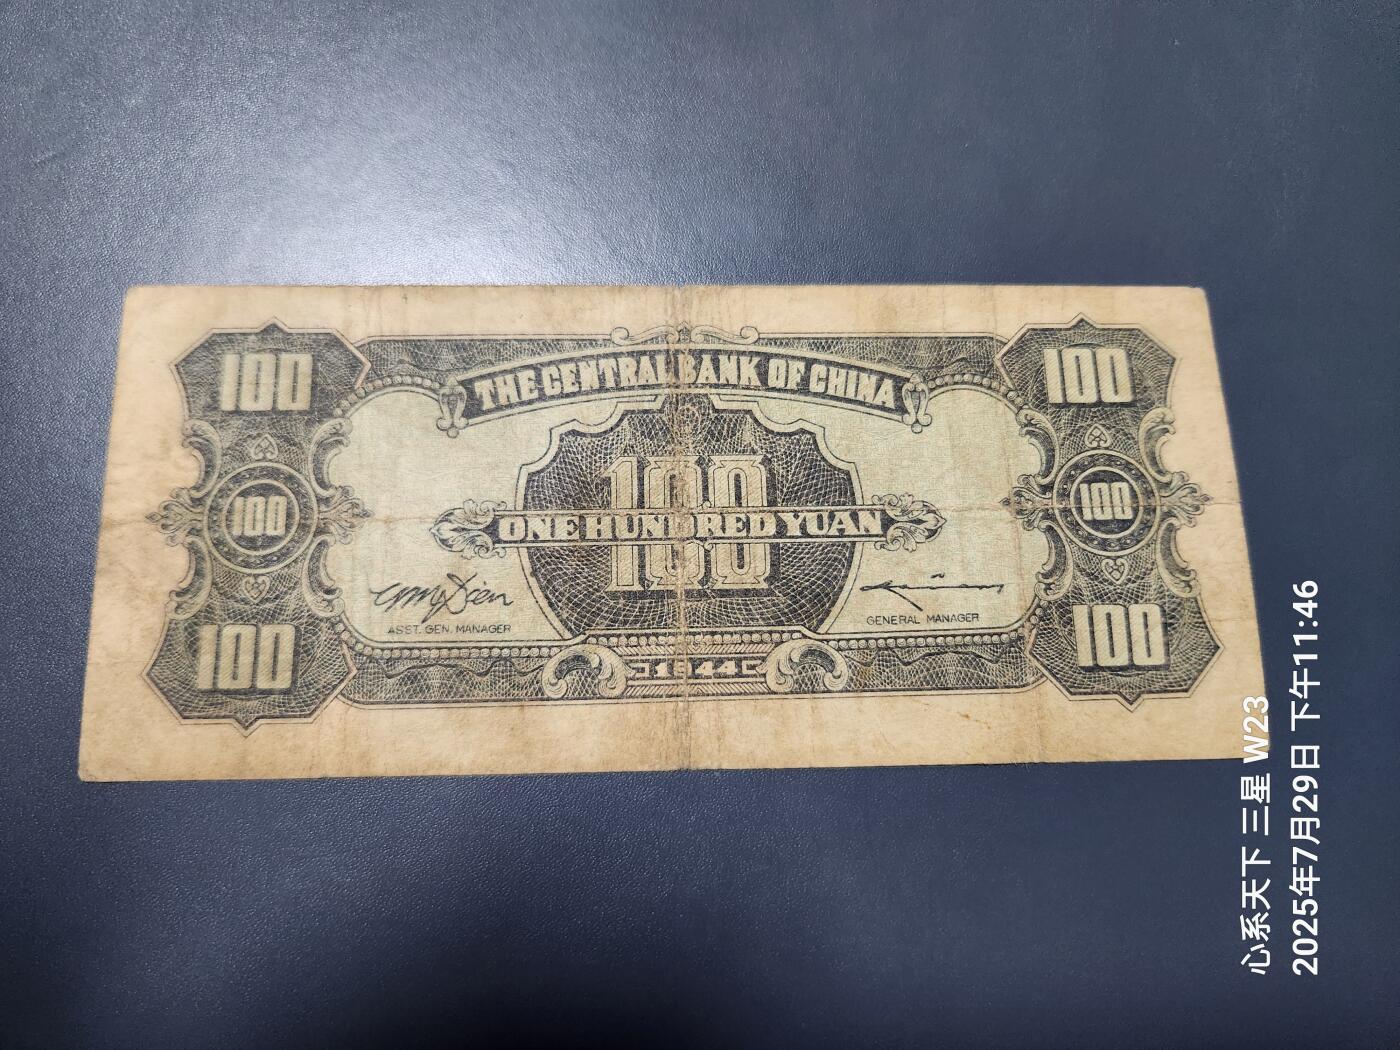 100
100
THE CENTRAL BANK OF CHINA
100
100
100
ONE HUNDRED YUAN
ASST. GEN. MANAGER
GENERAL MANAGER
100
100
1944
心系天下 三星 W23
2025年7月29日 下午11:46